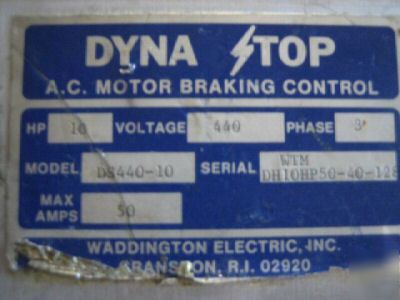 DYNA STOP
A.C. MOTOR BRAKING CONTROL
HP 10 VOLTAGE 440 PHASE 3
MODEL DS440-10 SERIAL WTM
DH10HP50-40-128
MAX AMPS 50
WADDINGTON ELECTRIC, INC.
CRANSTON, R.I. 02920